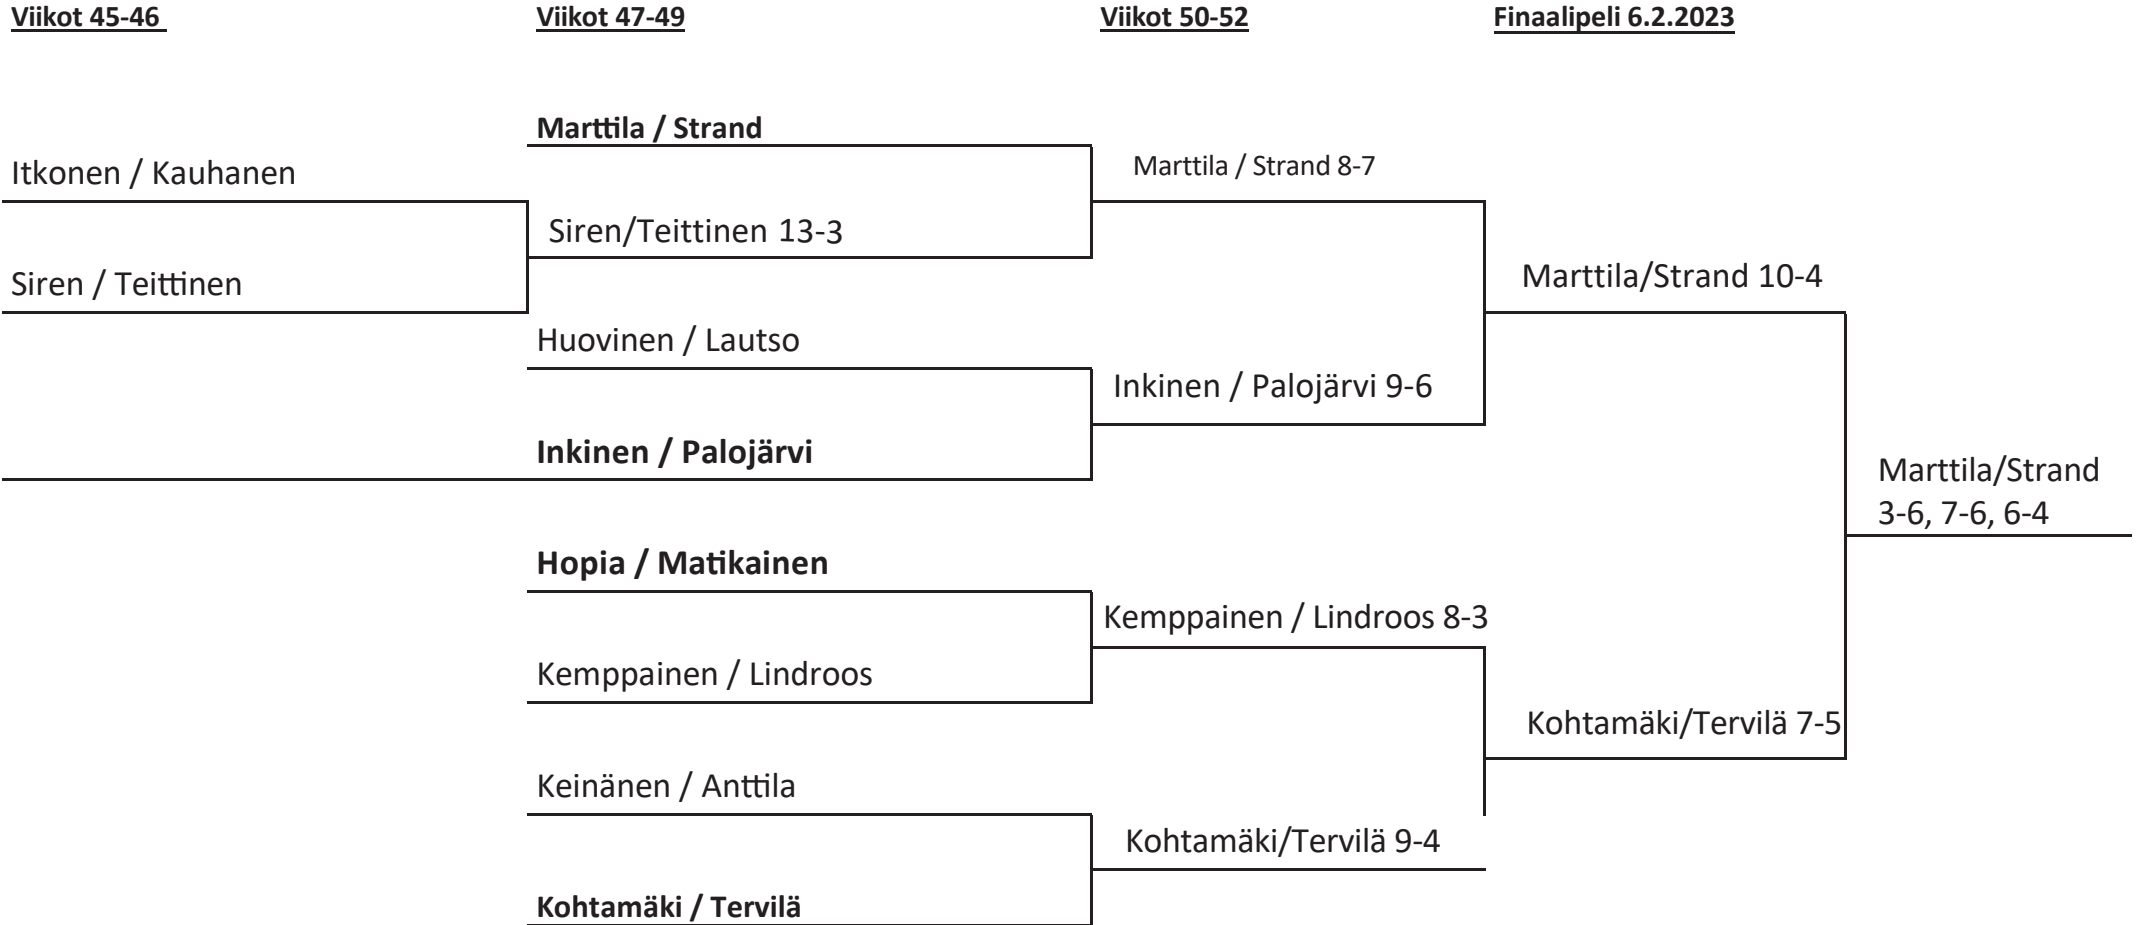 Viikot 45-46
Viikot 47-49
Viikot 50-52
Finaalipeli 6.2.2023
Marttila / Strand
Itkonen / Kauhanen
Marttila / Strand 8-7
Siren/Teittinen 13-3
Siren / Teittinen
Marttila/Strand 10-4
Huovinen / Lautso
Inkinen / Palojärvi 9-6
Inkinen / Palojärvi
Marttila/Strand
3-6, 7-6, 6-4
Hopia / Matikainen
Kemppainen / Lindroos 8-3
Kemppainen / Lindroos
Kohtamäki/Tervilä 7-5
Keinänen / Anttila
Kohtamäki/Tervilä 9-4
Kohtamäki / Tervilä